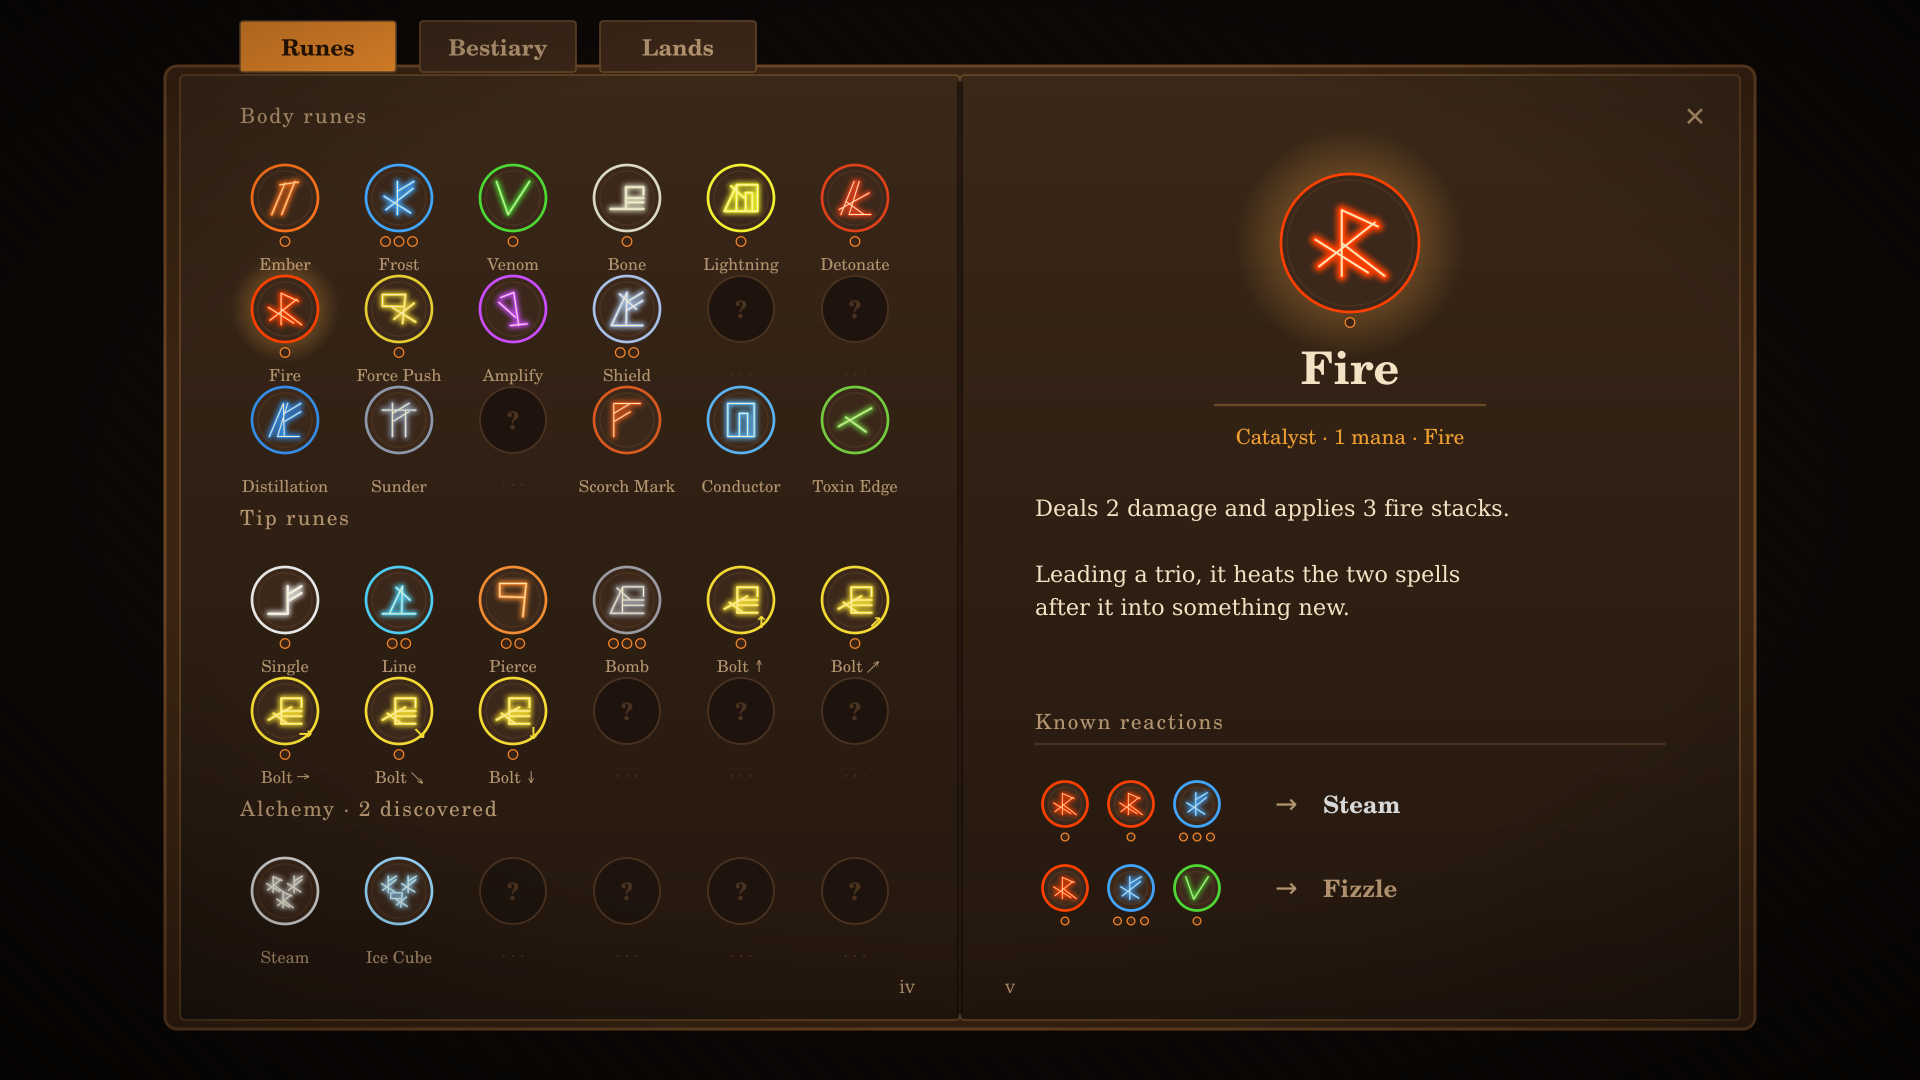 Runes Bestiary Lands
Body runes
Ember Frost Venom Bone Lightning Detonate
? ?
Fire Force Push Amplify Shield ... ...
?
Distillation Sunder ... Scorch Mark Conductor Toxin Edge
Tip runes
Single Line Pierce Bomb Bolt ↑ Bolt ↗
? ? ?
Bolt → Bolt ↘ Bolt ↓ ... ... ...
Alchemy · 2 discovered
? ? ? ?
Steam Ice Cube ... ... ... ...
iv
×
Fire
Catalyst · 1 mana · Fire
Deals 2 damage and applies 3 fire stacks.
Leading a trio, it heats the two spells
after it into something new.
Known reactions
→ Steam
→ Fizzle
v